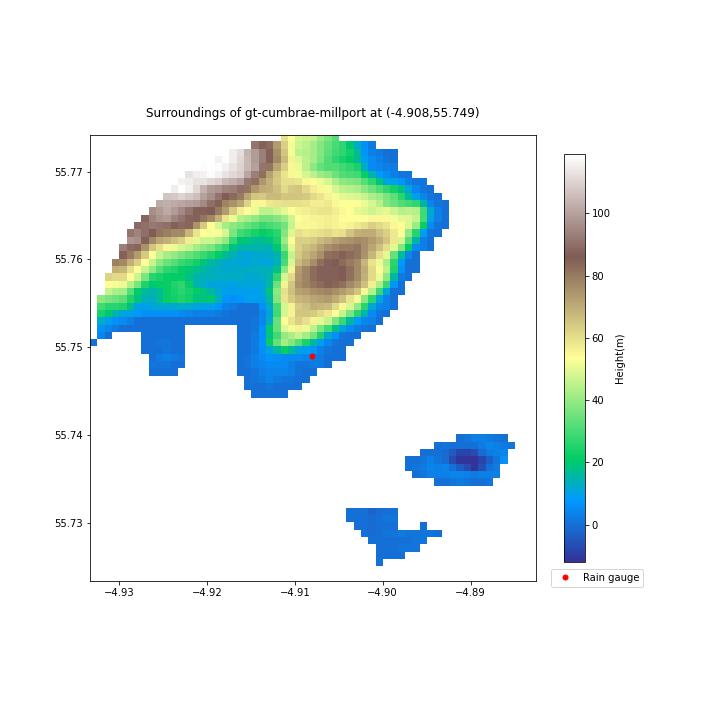 Surroundings of gt-cumbrae-millport at (-4.908,55.749)
55.77
55.76
55.75
55.74
55.73
−4.93 −4.92 −4.91 −4.90 −4.89
100
80
60
40
20
0
Height(m)
Rain gauge